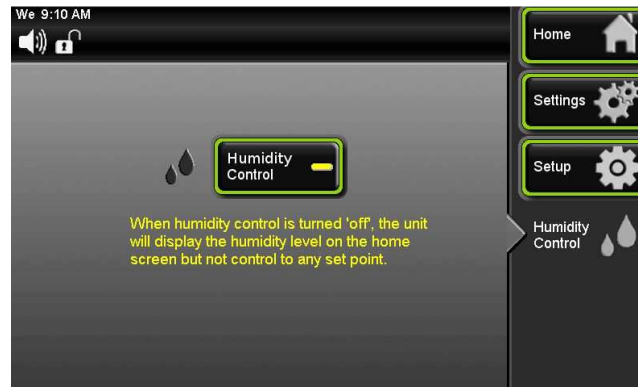 We 9:10 AM
Home
Settings
Setup
Humidity
Control
Humidity
Control
When humidity control is turned 'off', the unit
will display the humidity level on the home
screen but not control to any set point.